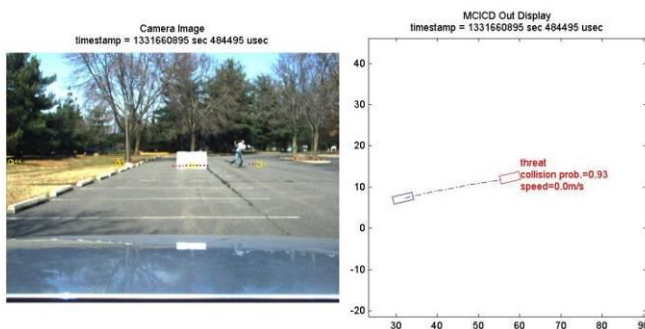 Camera Image
timestamp = 1331660895 sec 484495 usec
MCICD Out Display
timestamp = 1331660895 sec 484495 usec
40
30
20
10
0
-10
-20
threat
collision prob.=0.93
speed=0.0m/s
30
40
50
60
70
80
90